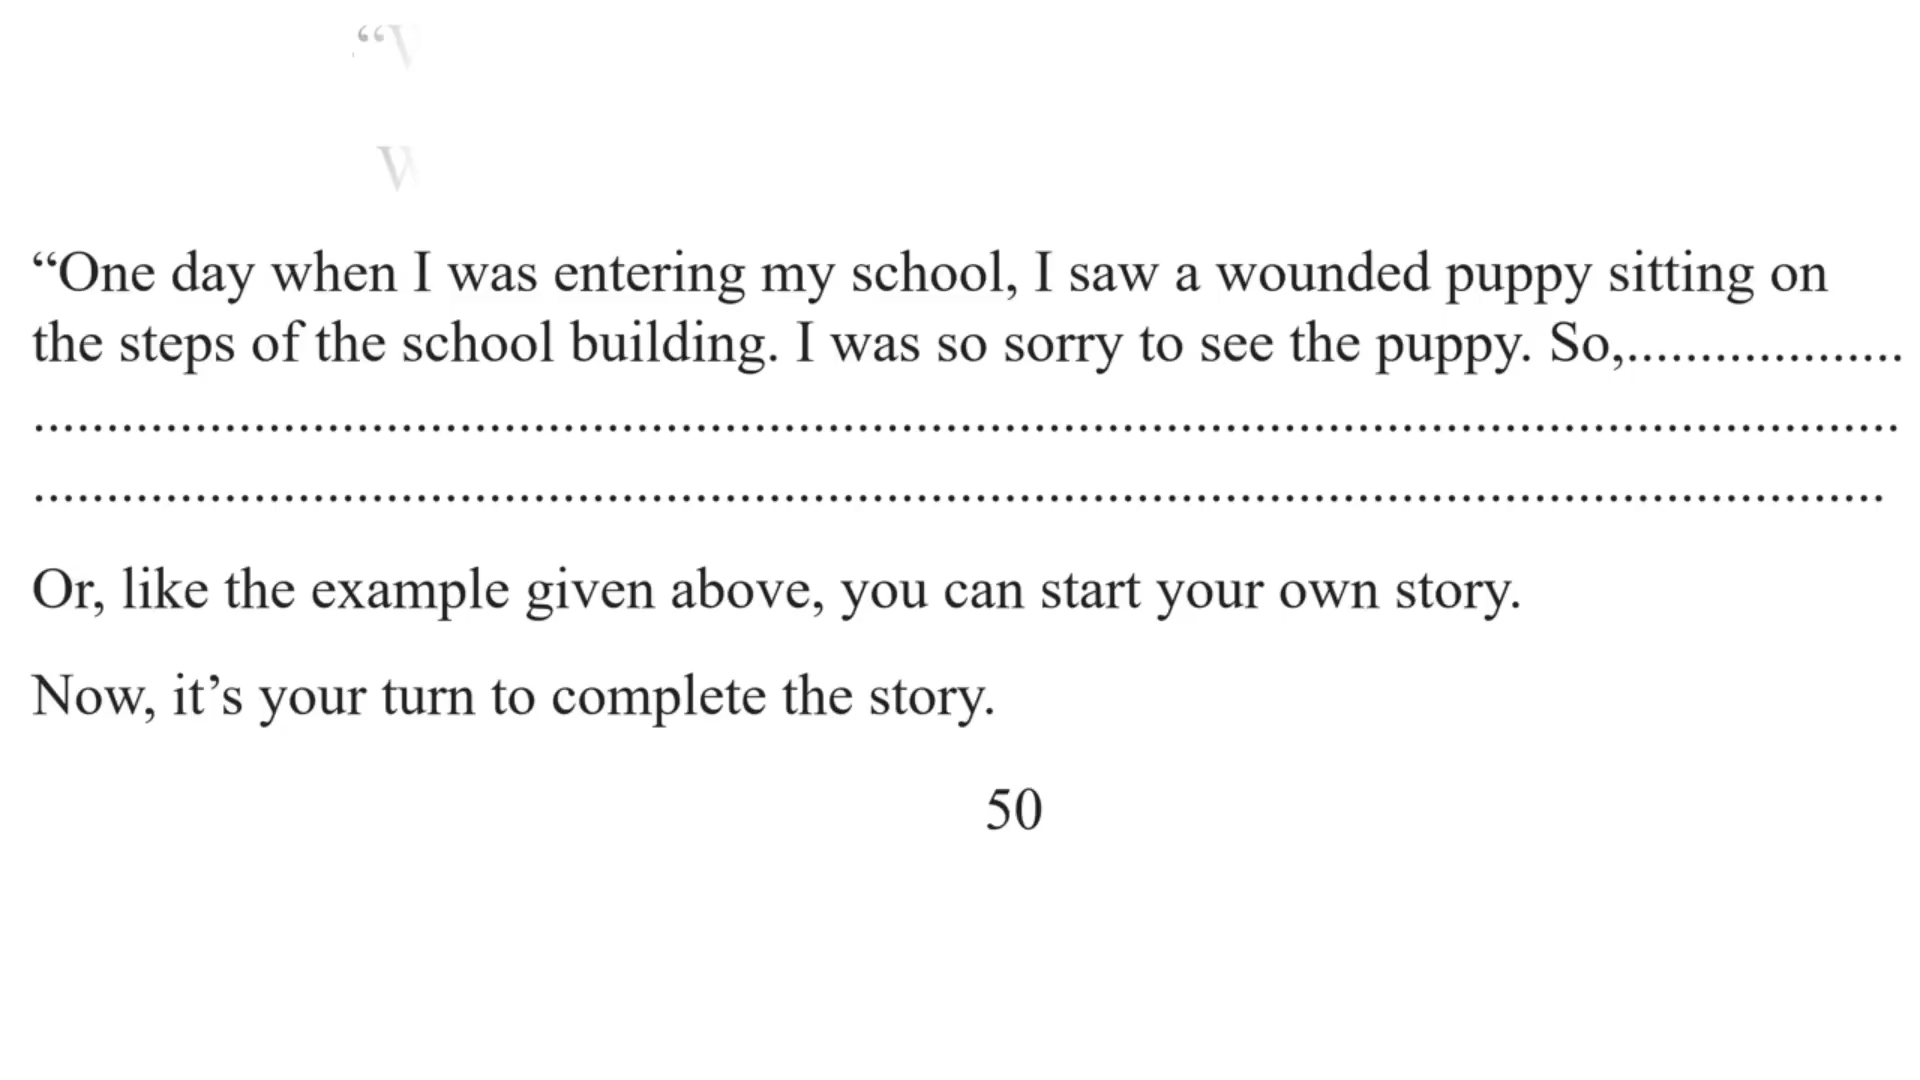 “One day when I was entering my school, I saw a wounded puppy sitting on
the steps of the school building. I was so sorry to see the puppy. So,...................
................................................................................................................................
...............................................................................................................................
Or, like the example given above, you can start your own story.
Now, it’s your turn to complete the story.
50